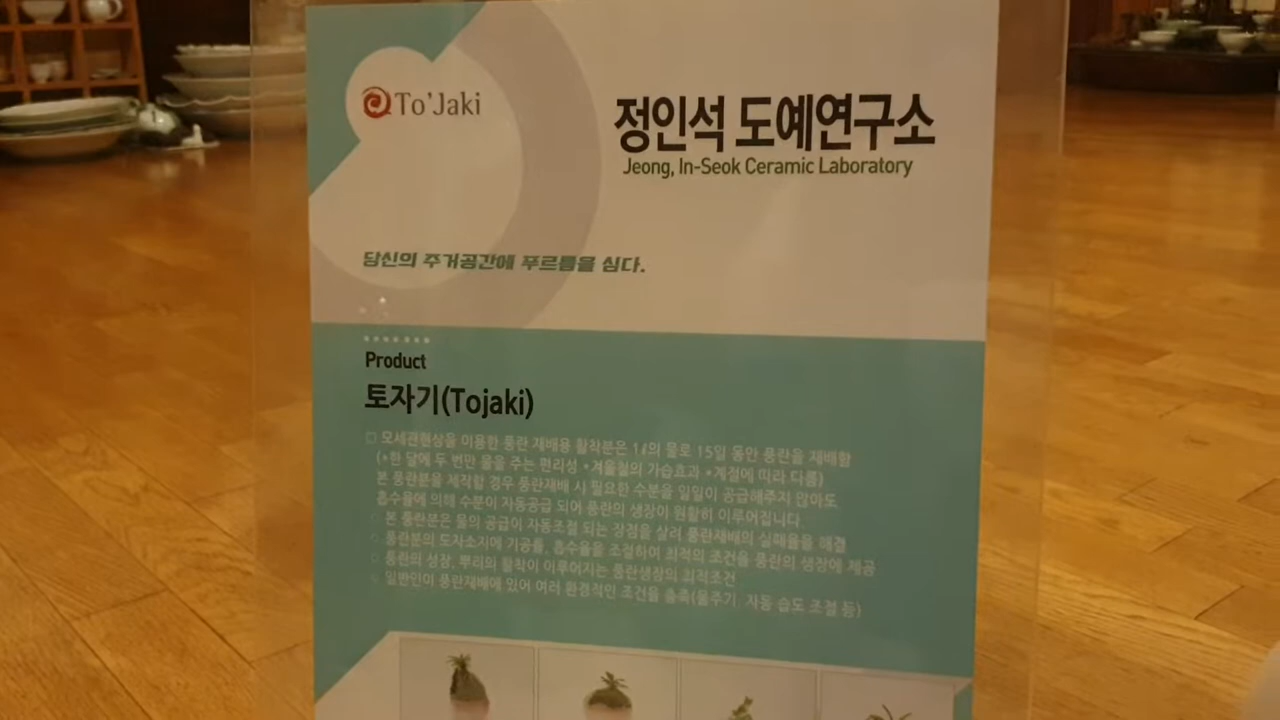 To'Jaki
정인석 도예연구소
Jeong, In-Seok Ceramic Laboratory
당신의 주거공간에 푸르름을 심다.
Product
토자기(Tojaki)
모세관현상을 이용한 풍란 재배용 활착분은 1ℓ의 물로 15일 동안 풍란을 재배함
(*한 달에 두 번만 물을 주는 편리성 *겨울철의 가습효과 *계절에 따라 다름)
본 풍란분을 제작할 경우 풍란재배 시 필요한 수분을 일일이 공급해주지 않아도
흡수율에 의해 수분이 자동공급 되어 풍란의 생장이 원활히 이루어집니다.
본 풍란분은 물의 공급이 자동조절 되는 장점을 살려 풍란재배의 실패율을 해결
풍란분의 도자소지에 기공률, 흡수율을 조절하여 최적의 조건을 풍란의 생장에 제공
풍란의 성장, 뿌리의 활착이 이루어지는 풍란생장의 최적조건
일반인이 풍란재배에 있어 여러 환경적인 조건을 충족(물주기, 자동 습도 조절 등)